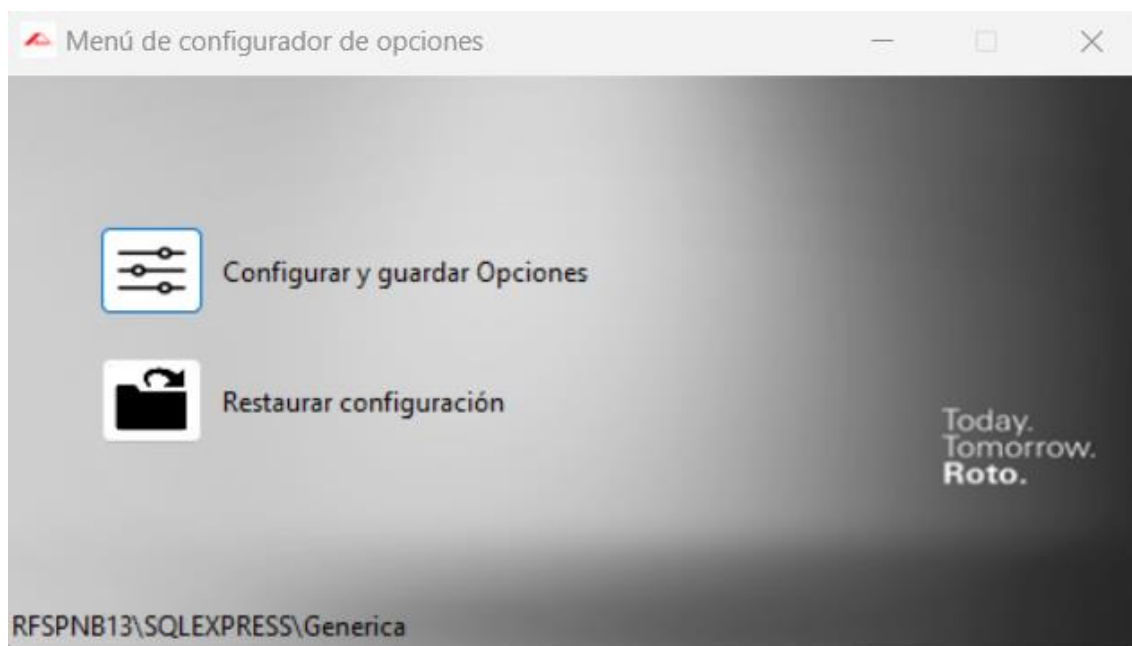 Menú de configurador de opciones
Configurar y guardar Opciones
Restaurar configuración
Today.
Tomorrow.
Roto.
RFSPNB13\SQLEXPRESS\Generica